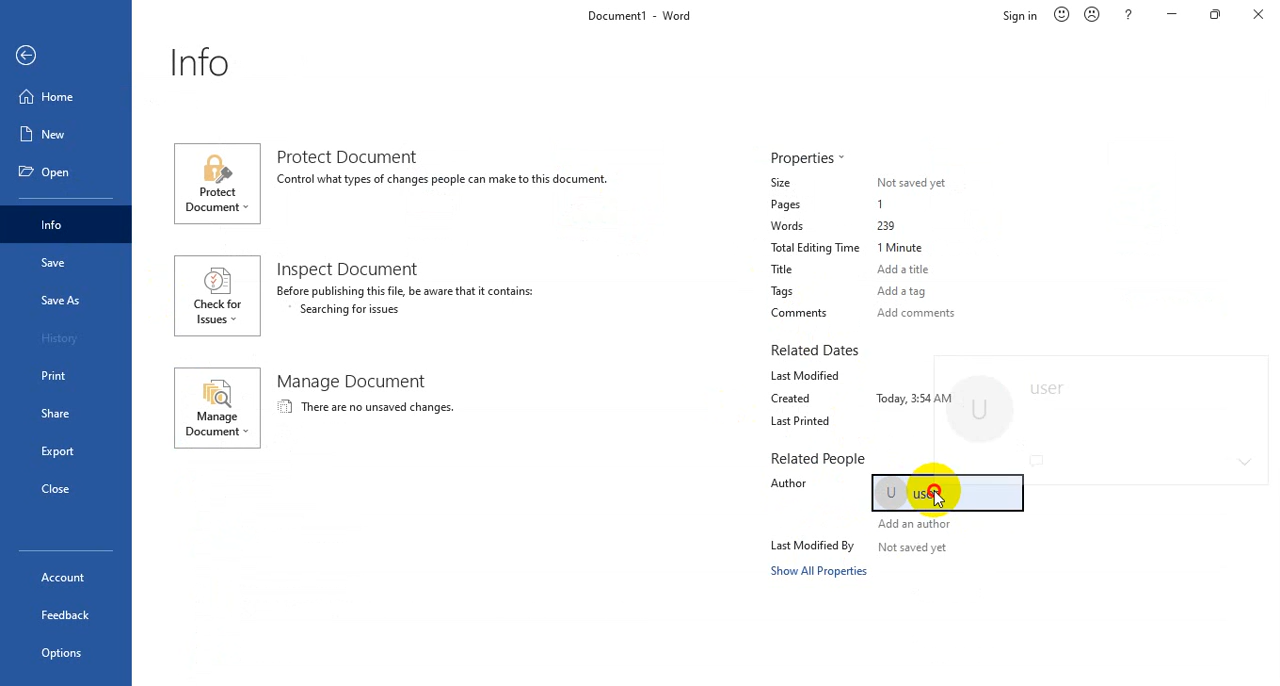 Document1 - Word
Sign in
?
Info
Home
New
Open
Info
Save
Save As
History
Print
Share
Export
Close
Account
Feedback
Options
Protect Document
Protect Document
Control what types of changes people can make to this document.
Check for Issues
Inspect Document
Before publishing this file, be aware that it contains:
Searching for issues
Manage Document
Manage Document
There are no unsaved changes.
Properties
Size Not saved yet
Pages 1
Words 239
Total Editing Time 1 Minute
Title Add a title
Tags Add a tag
Comments Add comments
Related Dates
Last Modified
Created Today, 3:54 AM
Last Printed
U user
Related People
Author U user
Add an author
Last Modified By Not saved yet
Show All Properties